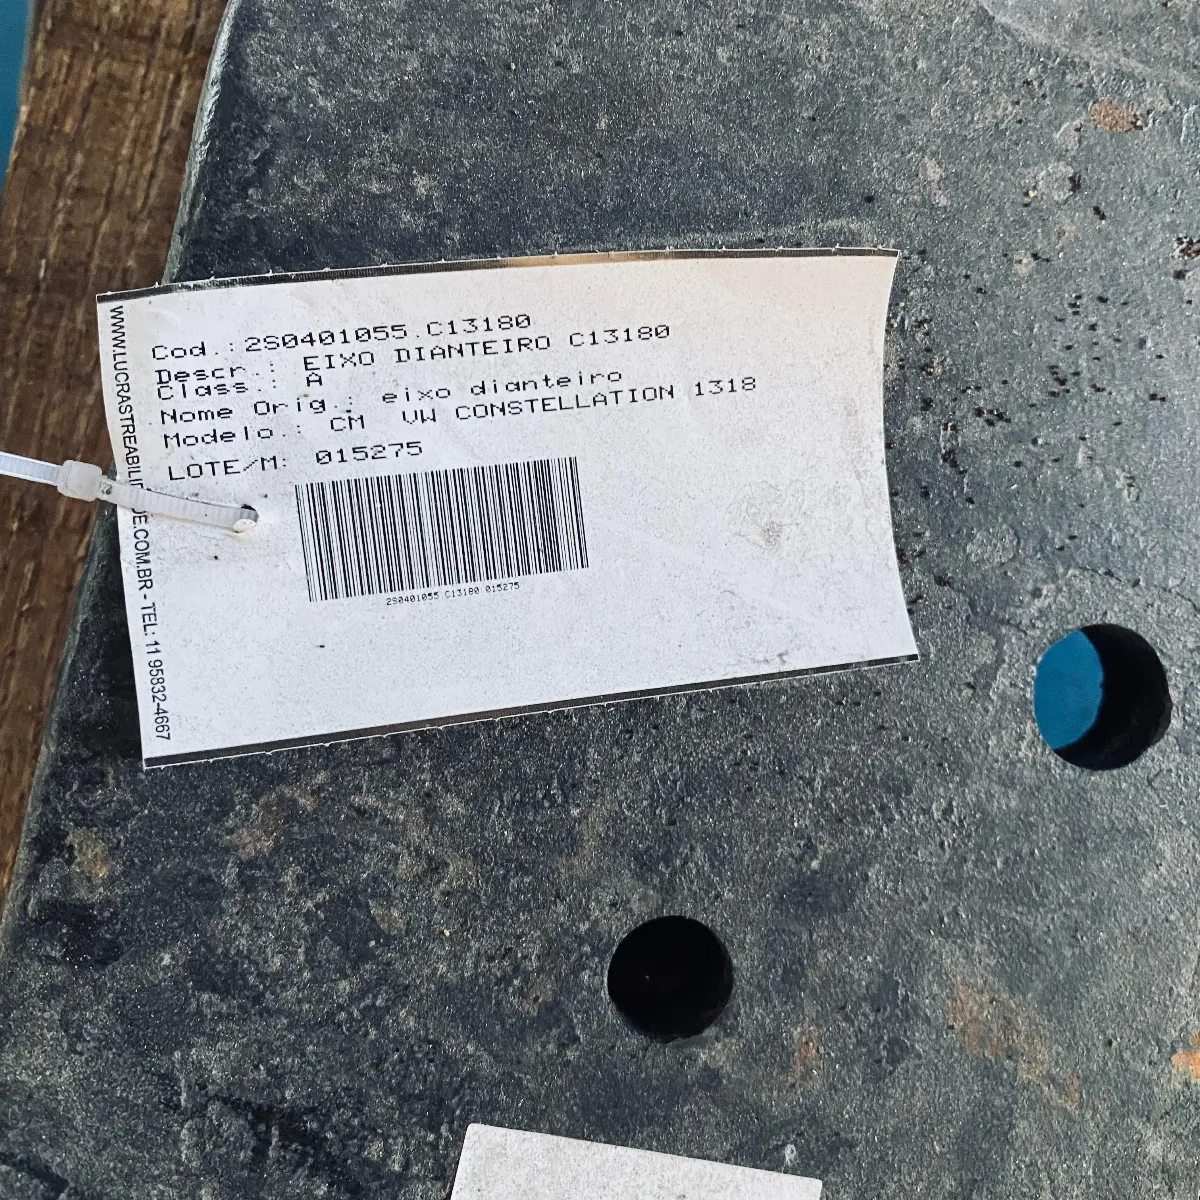 Cod.:2S0401055.C13180
Descr.: EIXO DIANTEIRO C13180
Class.: A
Nome Orig.: eixo dianteiro
Modelo.: CM VW CONSTELLATION 1318
LOTE/M: 015275
2S0401055.C13180.015275
WWW.LUCRASTREABILIDADE.COM.BR - TEL: 11 95832-4667